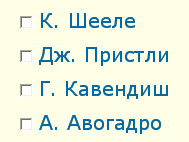 К. Шееле
Дж. Пристли
Г. Кавендиш
А. Авогадро